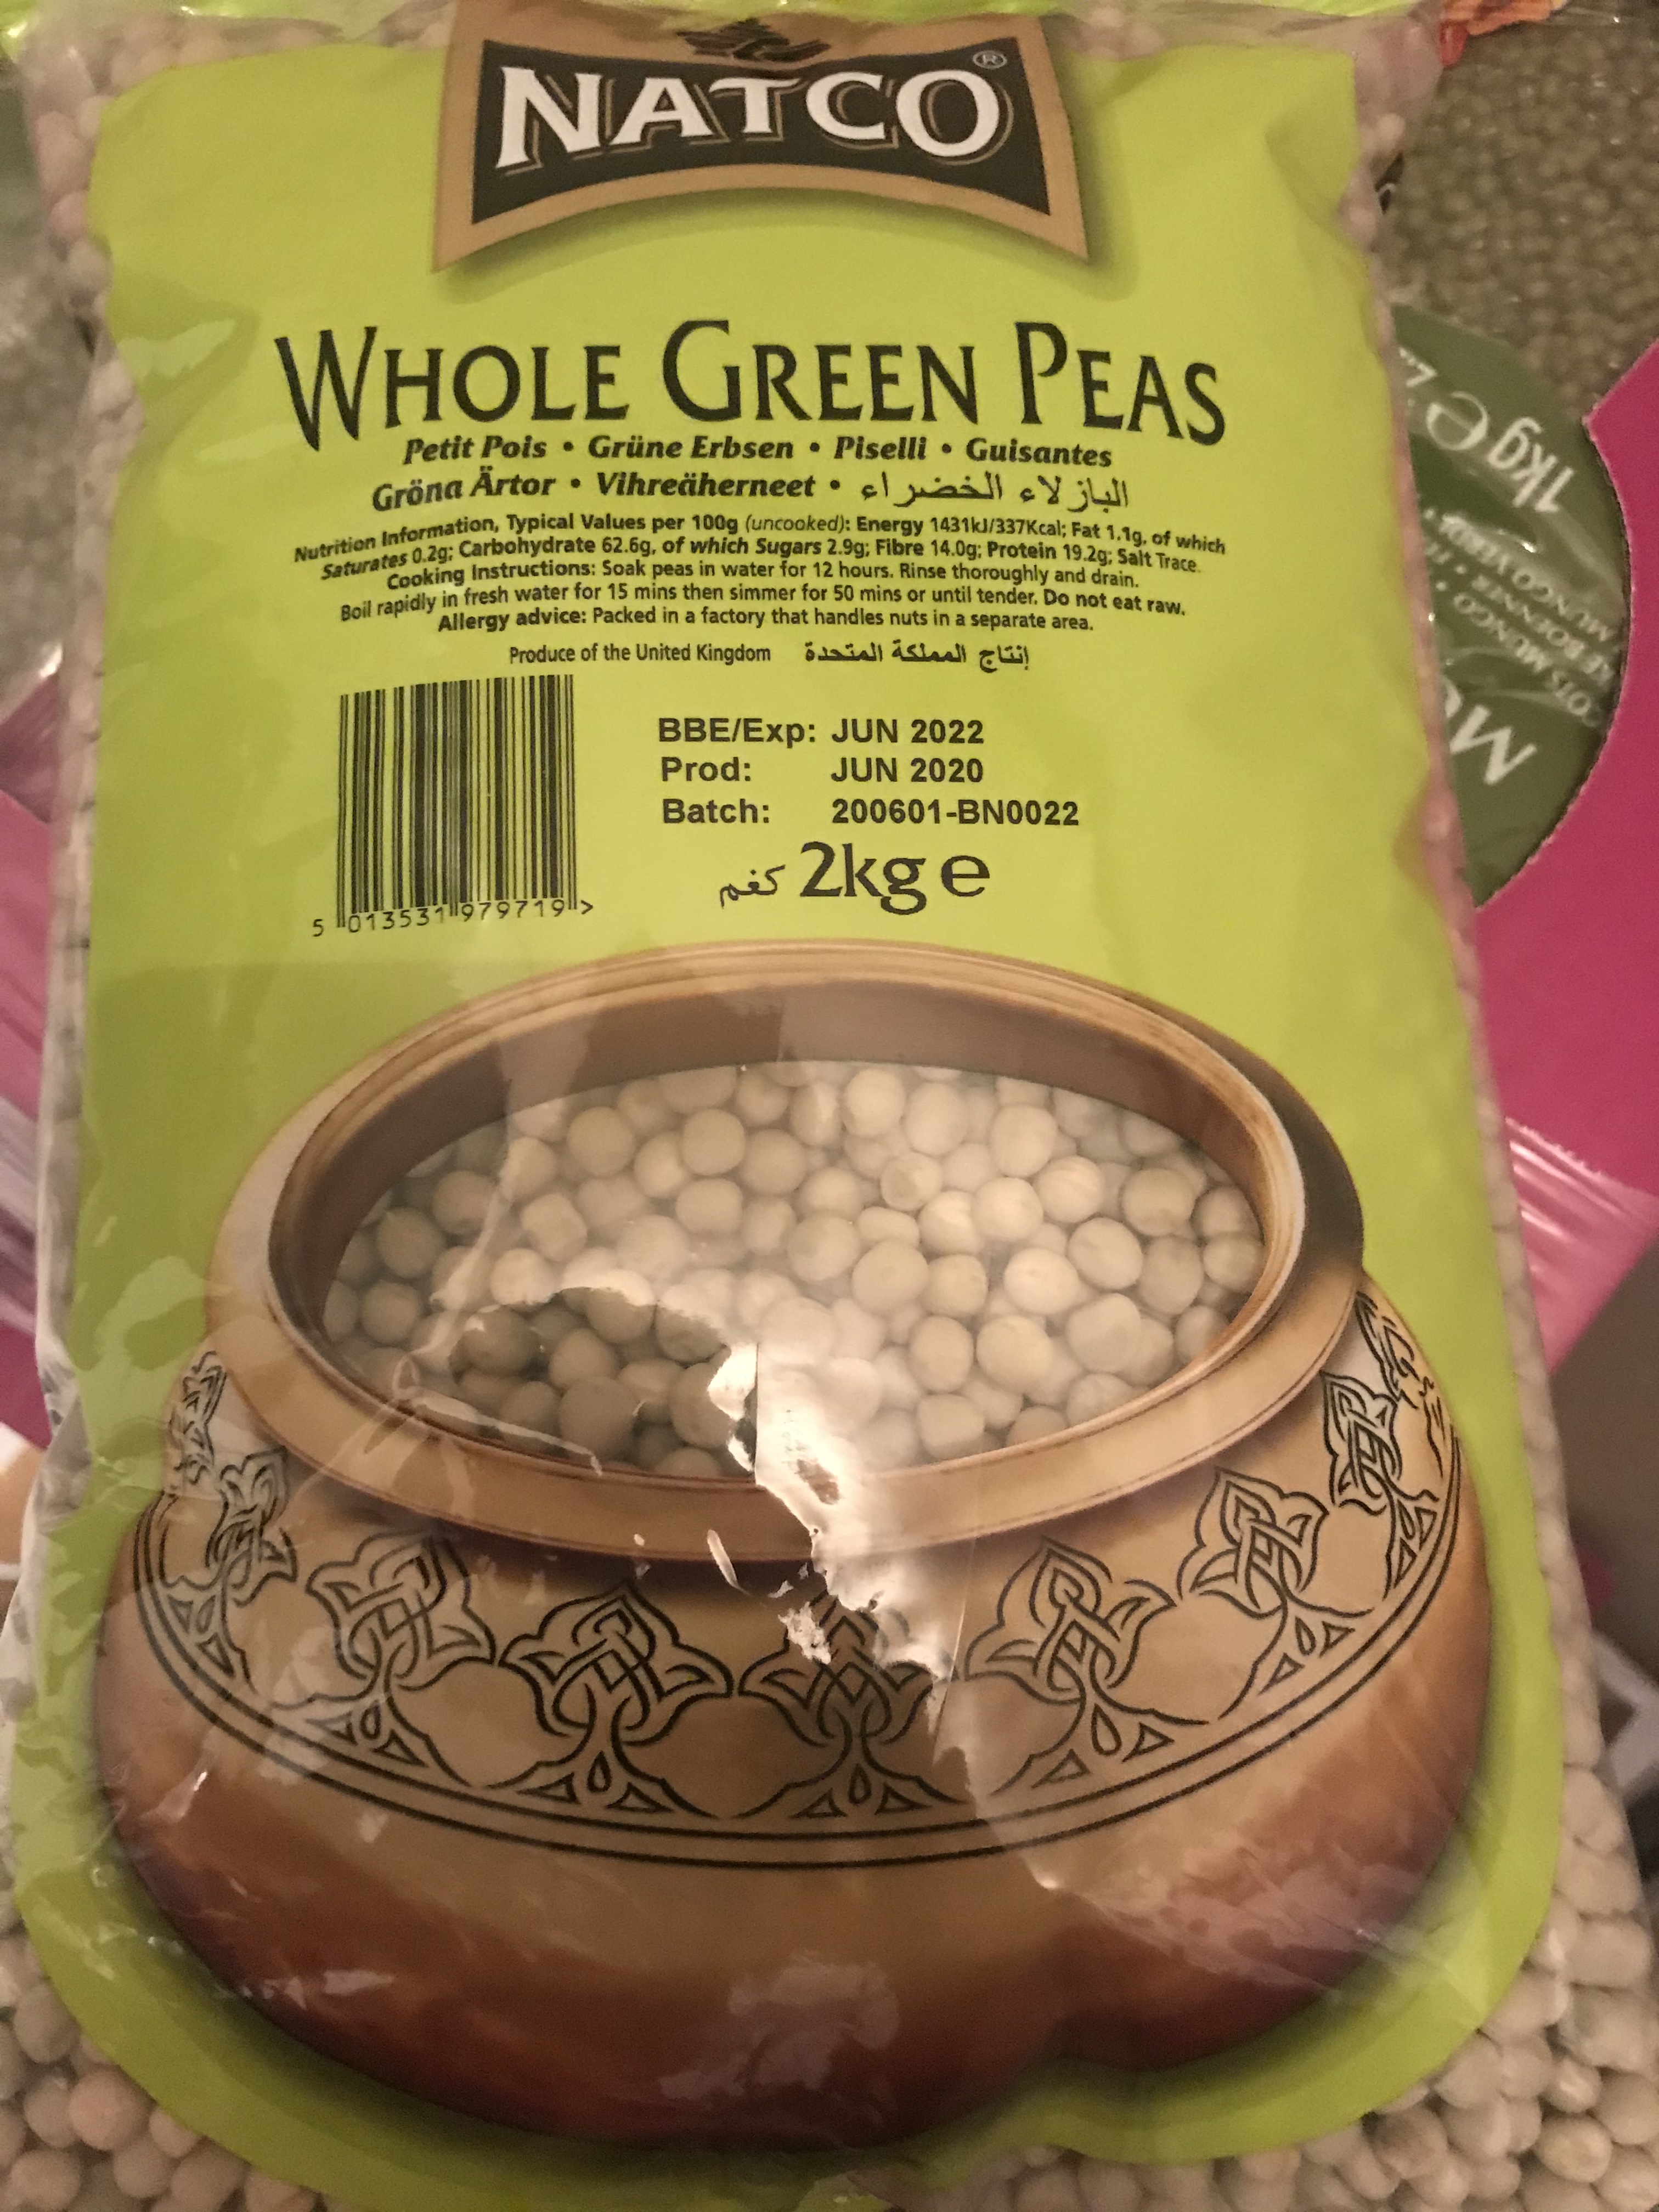 NATCO®
WHOLE GREEN PEAS
Petit Pois • Grüne Erbsen • Piselli • Guisantes
Gröna Ärtor • Vihreäherneet • البازلاء الخضراء
Nutrition Information, Typical Values per 100g (uncooked): Energy 1431kJ/337Kcal; Fat 1.1g, of which
Saturates 0.2g; Carbohydrate 62.6g, of which Sugars 2.9g; Fibre 14.0g; Protein 19.2g; Salt Trace.
Cooking Instructions: Soak peas in water for 12 hours. Rinse thoroughly and drain.
Boil rapidly in fresh water for 15 mins then simmer for 50 mins or until tender. Do not eat raw.
Allergy advice: Packed in a factory that handles nuts in a separate area.
Produce of the United Kingdom إنتاج المملكة المتحدة
BBE/Exp: JUN 2022
Prod: JUN 2020
Batch: 200601-BN0022
2kg e كغم
5 013531 979719 >
1kg e
MUNGO